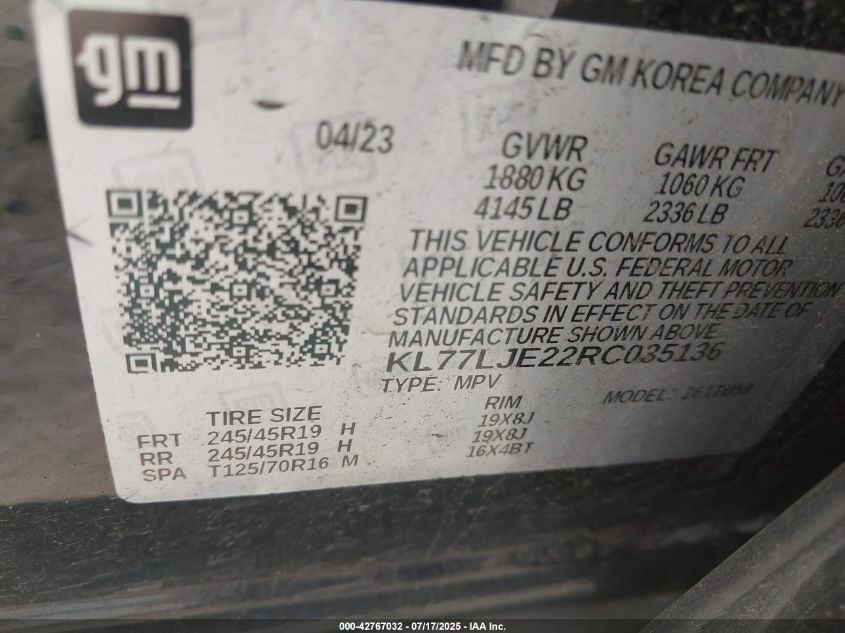 gm
MFD BY GM KOREA COMPANY
04/23
GVWR GAWR FRT
1880 KG 1060 KG
4145 LB 2336 LB 2336
THIS VEHICLE CONFORMS TO ALL
APPLICABLE U.S. FEDERAL MOTOR
VEHICLE SAFETY AND THEFT PREVENTION
STANDARDS IN EFFECT ON THE DATE OF
MANUFACTURE SHOWN ABOVE
KL77LJE22RC035136
TYPE: MPV MODEL:
TIRE SIZE RIM
FRT 245/45R19 H 19X8J
RR 245/45R19 H 19X8J
SPA T125/70R16 M 16X4BT
000-42767032 - 07/17/2025 - IAA Inc.